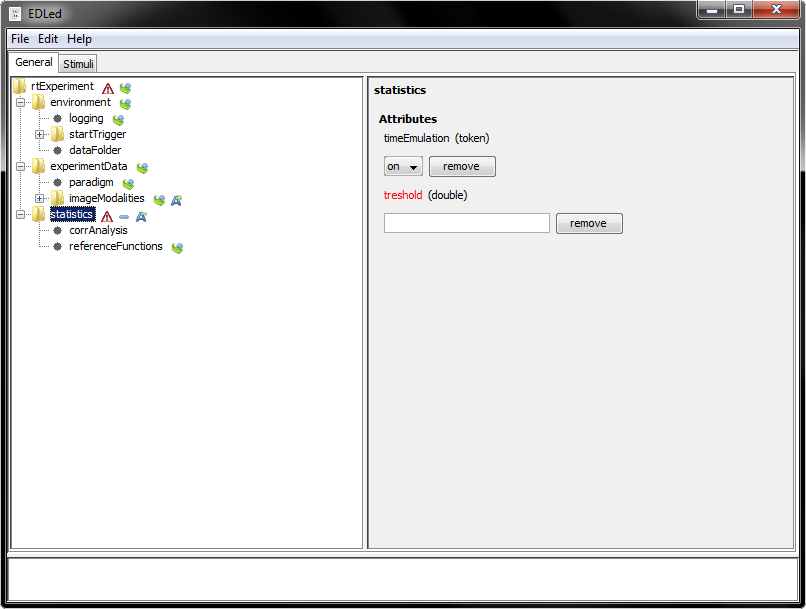 EDLed
File Edit Help
General Stimuli
rtExperiment
environment
logging
startTrigger
dataFolder
experimentData
paradigm
imageModalities
statistics
corrAnalysis
referenceFunctions
statistics
Attributes
timeEmulation (token)
on remove
treshold (double)
remove